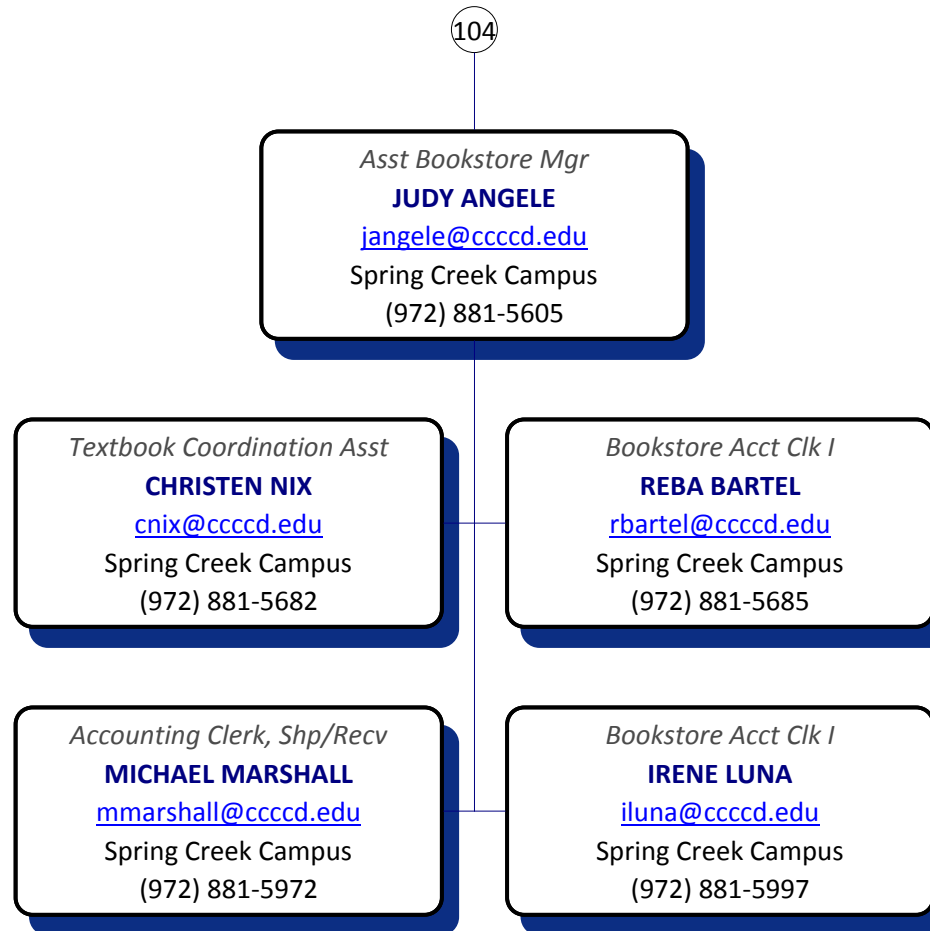 104
Asst Bookstore Mgr
JUDY ANGELE
jangele@ccccd.edu
Spring Creek Campus
(972) 881-5605
Textbook Coordination Asst
CHRISTEN NIX
cnix@ccccd.edu
Spring Creek Campus
(972) 881-5682
Bookstore Acct Clk I
REBA BARTEL
rbartel@ccccd.edu
Spring Creek Campus
(972) 881-5685
Accounting Clerk, Shp/Recv
MICHAEL MARSHALL
mmarshall@ccccd.edu
Spring Creek Campus
(972) 881-5972
Bookstore Acct Clk I
IRENE LUNA
iluna@ccccd.edu
Spring Creek Campus
(972) 881-5997